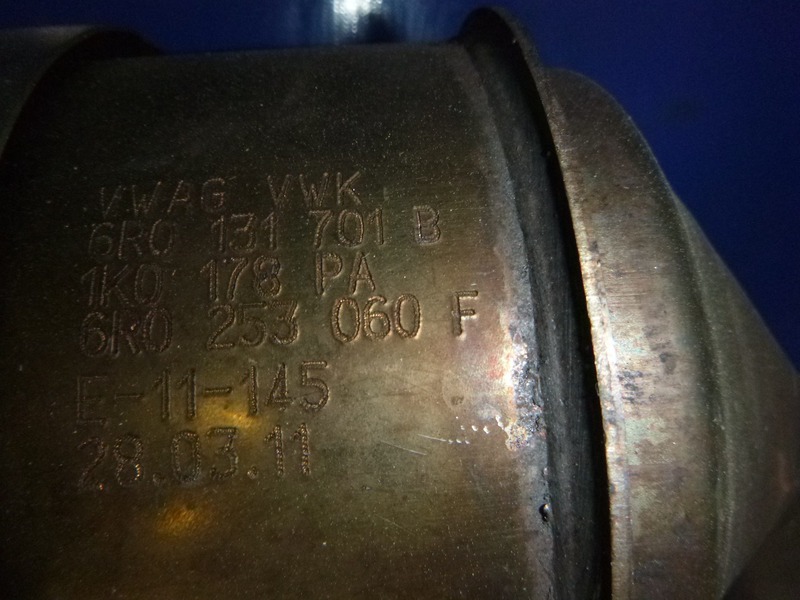 VWAG VWK
6R0 131 701 B
1K0 178 PA
6R0 253 060 F
E-11-145
28.03.11